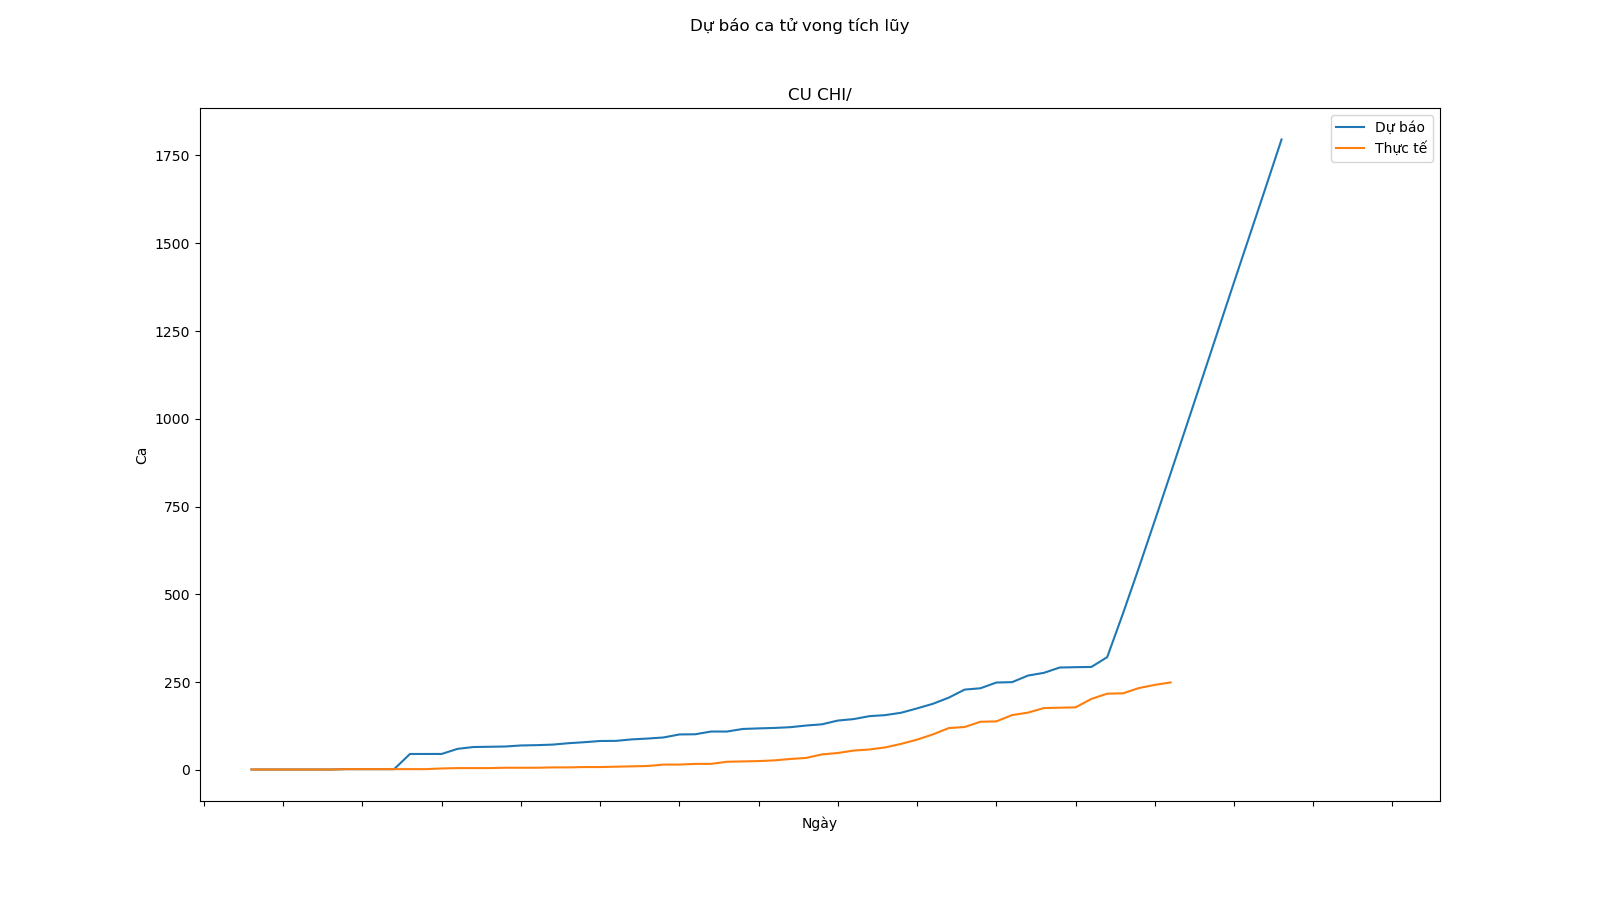 Dự báo ca tử vong tích lũy
CU CHI/
Dự báo
Thực tế
1750
1500
1250
1000
750
500
250
0
Ca
Ngày